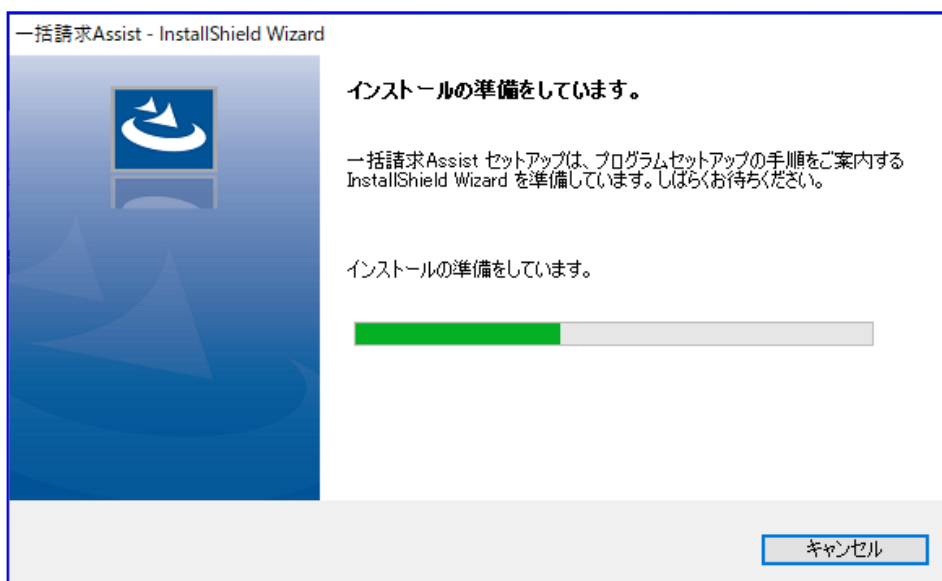 一括請求Assist - InstallShield Wizard
インストールの準備をしています。
一括請求Assist セットアップは、プログラムセットアップの手順をご案内する
InstallShield Wizard を準備しています。しばらくお待ちください。
インストールの準備をしています。
キャンセル